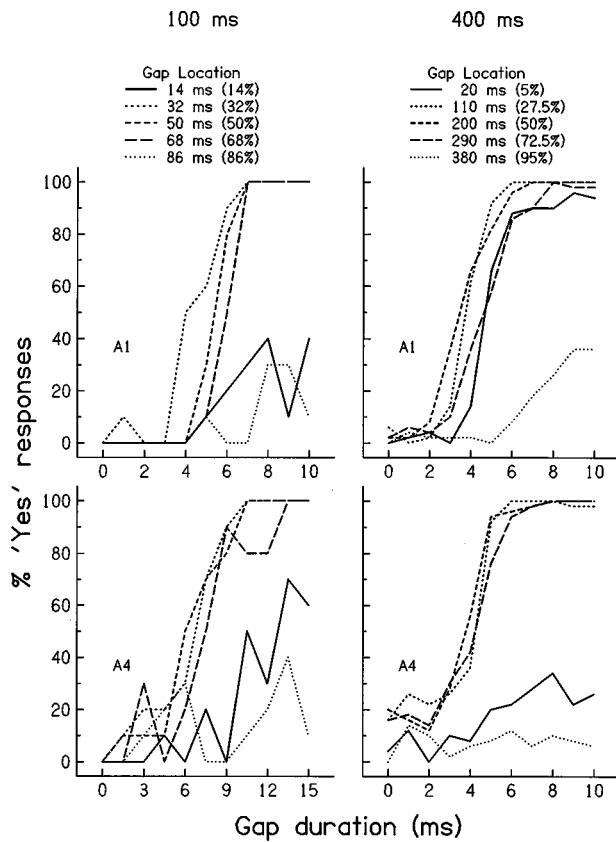 100 ms
400 ms
Gap Location
14 ms (14%)
32 ms (32%)
50 ms (50%)
68 ms (68%)
86 ms (86%)
Gap Location
20 ms (5%)
110 ms (27.5%)
200 ms (50%)
290 ms (72.5%)
380 ms (95%)
100
80
60
40
20
0
A1
0 2 4 6 8 10
A1
0 2 4 6 8 10
% 'Yes' responses
100
80
60
40
20
0
A4
0 3 6 9 12 15
A4
0 2 4 6 8 10
Gap duration (ms)